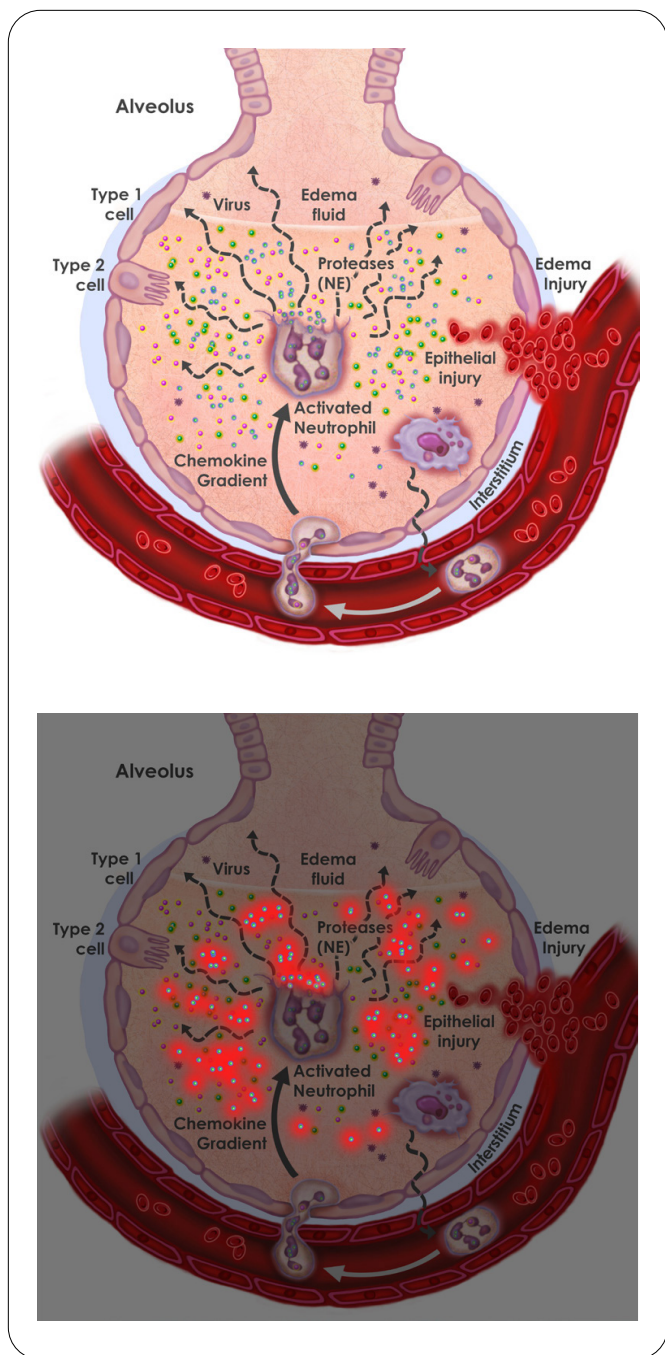 Alveolus
Type 1
cell
Virus
Edema
fluid
Type 2
cell
Proteases
(NE)
Edema
Injury
Epithelial
injury
Activated
Neutrophil
Chemokine
Gradient
Interstitium
Alveolus
Type 1
cell
Virus
Edema
fluid
Type 2
cell
Proteases
(NE)
Edema
Injury
Epithelial
injury
Activated
Neutrophil
Chemokine
Gradient
Interstitium